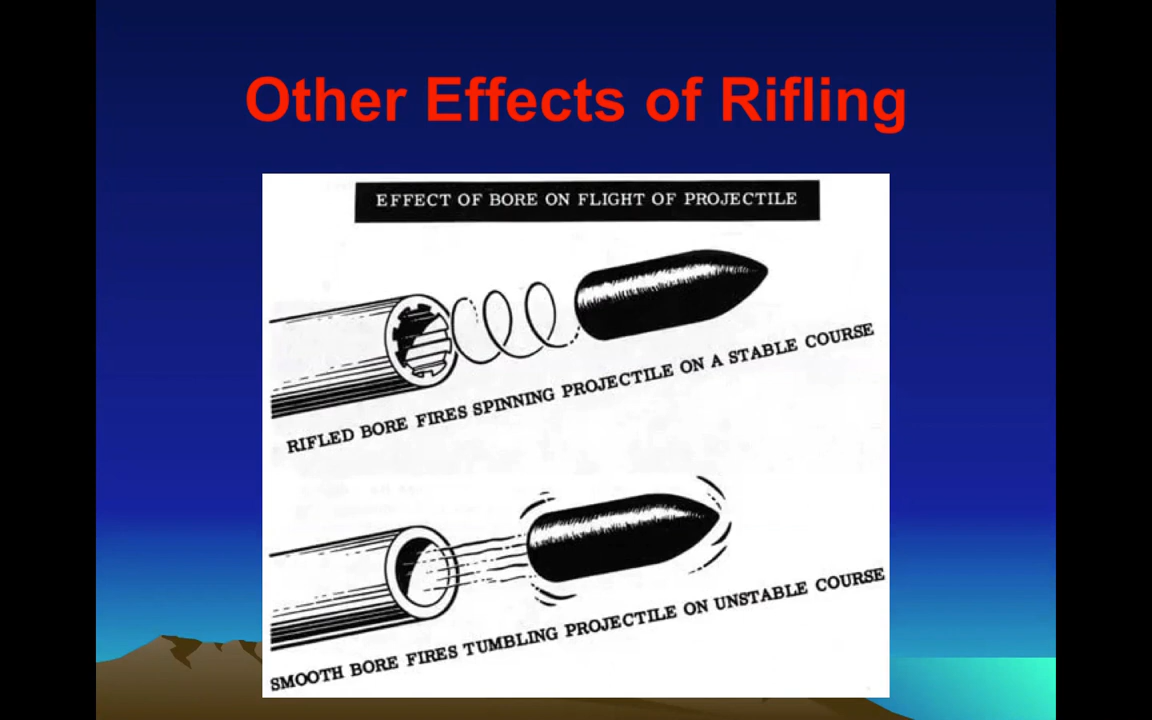 Other Effects of Rifling
EFFECT OF BORE ON FLIGHT OF PROJECTILE
RIFLED BORE FIRES SPINNING PROJECTILE ON A STABLE COURSE
SMOOTH BORE FIRES TUMBLING PROJECTILE ON UNSTABLE COURSE